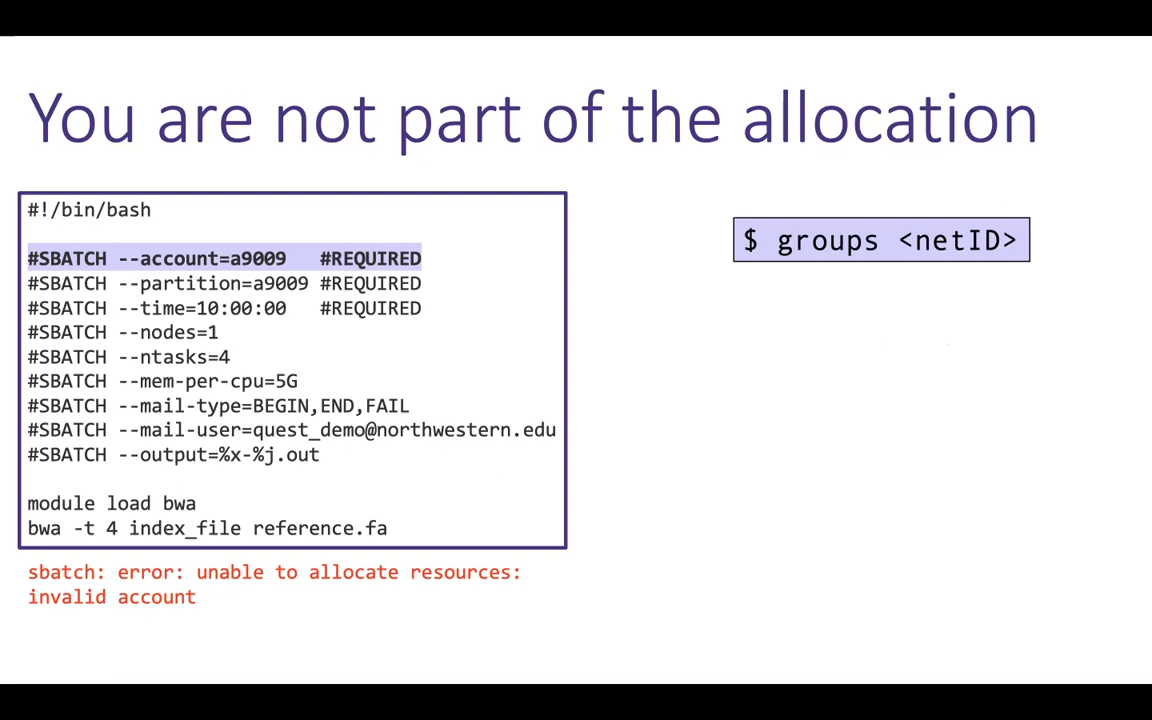 You are not part of the allocation
#!/bin/bash
#SBATCH --account=a9009 #REQUIRED
#SBATCH --partition=a9009 #REQUIRED
#SBATCH --time=10:00:00 #REQUIRED
#SBATCH --nodes=1
#SBATCH --ntasks=4
#SBATCH --mem-per-cpu=5G
#SBATCH --mail-type=BEGIN,END,FAIL
#SBATCH --mail-user=quest_demo@northwestern.edu
#SBATCH --output=%x-%j.out
module load bwa
bwa -t 4 index_file reference.fa
sbatch: error: unable to allocate resources:
invalid account
$ groups <netID>